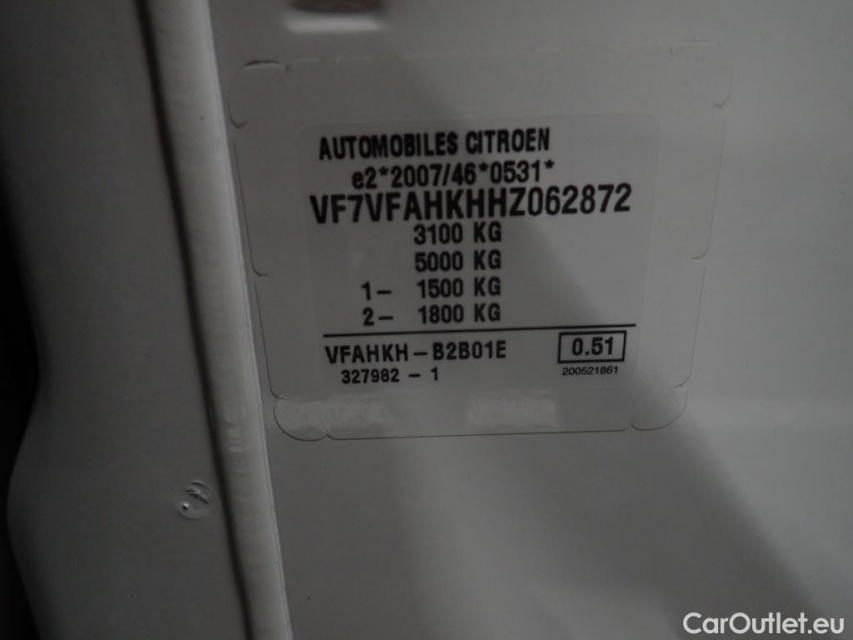 AUTOMOBILES CITROEN
e2*2007/46*0531*
VF7VFAHKHHZ062872
3100 KG
5000 KG
1- 1500 KG
2- 1800 KG
VFAHKH-B2B01E
0.51
327982-1
200521861
CarOutlet.eu